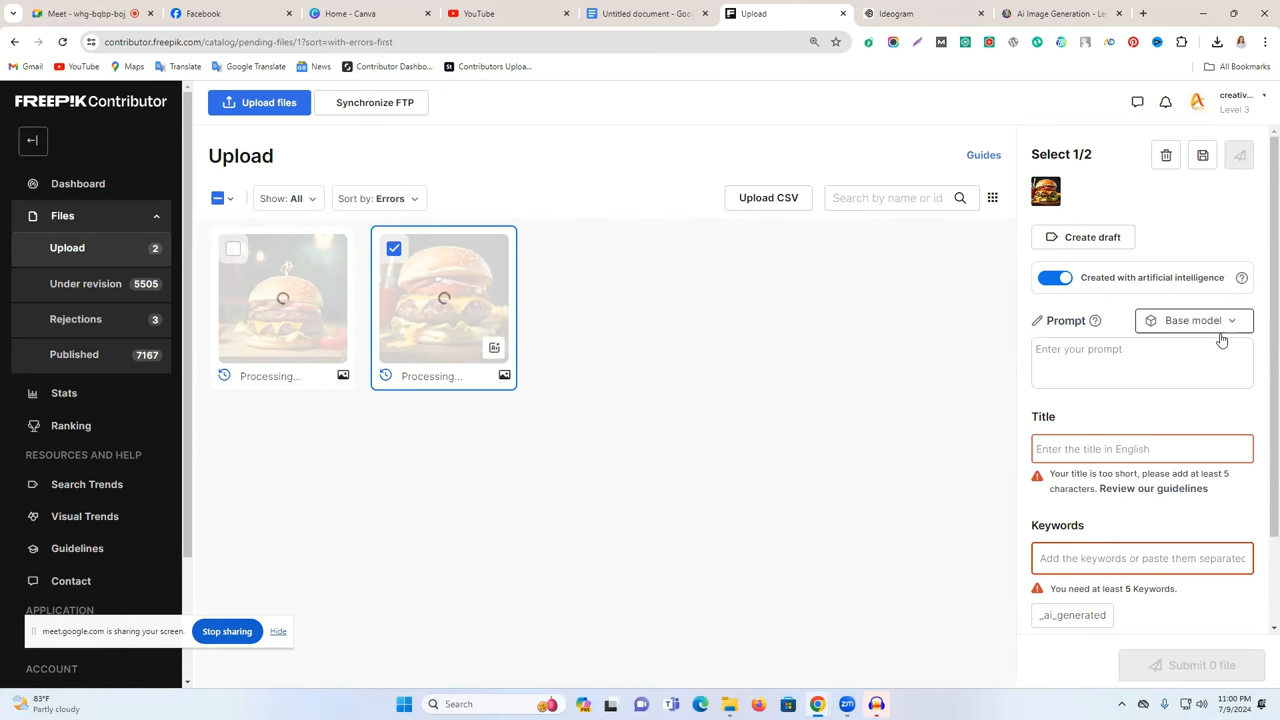 Meet - whg-bqbp-boj
Facebook
Home - Canva
YouTube
Untitled document - Goo
Upload
Ideogram
Ai Image Generation - Le
contributor.freepik.com/catalog/pending-files/1?sort=with-errors-first
Gmail
YouTube
Maps
Translate
Google Translate
News
Contributor Dashbo...
Contributors Uploa...
All Bookmarks
FREEPIK Contributor
Upload files
Synchronize FTP
creativ...
Level 3
Dashboard
Files
Upload 2
Under revision 5505
Rejections 3
Published 7167
Stats
Ranking
RESOURCES AND HELP
Search Trends
Visual Trends
Guidelines
Contact
APPLICATION
ACCOUNT
Upload
Guides
Show: All
Sort by: Errors
Upload CSV
Search by name or id
Processing...
Processing...
Select 1/2
Create draft
Created with artificial intelligence
Prompt
Base model
Enter your prompt
Title
Enter the title in English
Your title is too short, please add at least 5
characters. Review our guidelines
Keywords
Add the keywords or paste them separated
You need at least 5 Keywords.
_ai_generated
Submit 0 file
meet.google.com is sharing your screen.
Stop sharing
Hide
83°F
Partly cloudy
Search
11:00 PM
7/9/2024